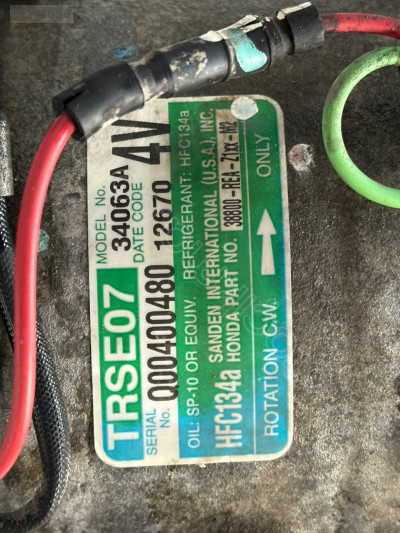 TRSE07
MODEL No.
34063A
DATE CODE
4V
SERIAL No.
Q00400480
12670
OIL: SP-10 OR EQUIV. REFRIGERANT: HFC134a
HFC134a
SANDEN INTERNATIONAL (U.S.A), INC.
HONDA PART NO. 38800-REA-Z1xx-M2
ROTATION C.W. ONLY